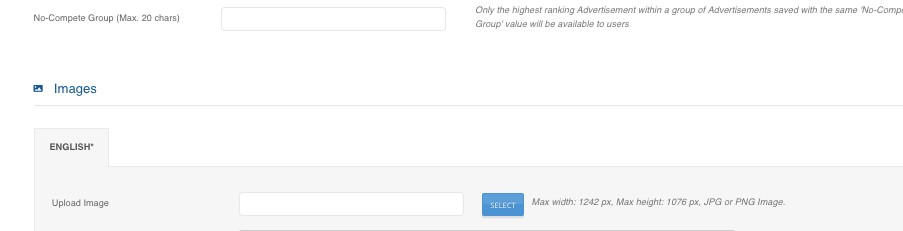 No-Compete Group (Max. 20 chars)
Only the highest ranking Advertisement within a group of Advertisements saved with the same 'No-Compe
Group' value will be available to users
Images
ENGLISH*
Upload Image
SELECT
Max width: 1242 px, Max height: 1076 px, JPG or PNG Image.